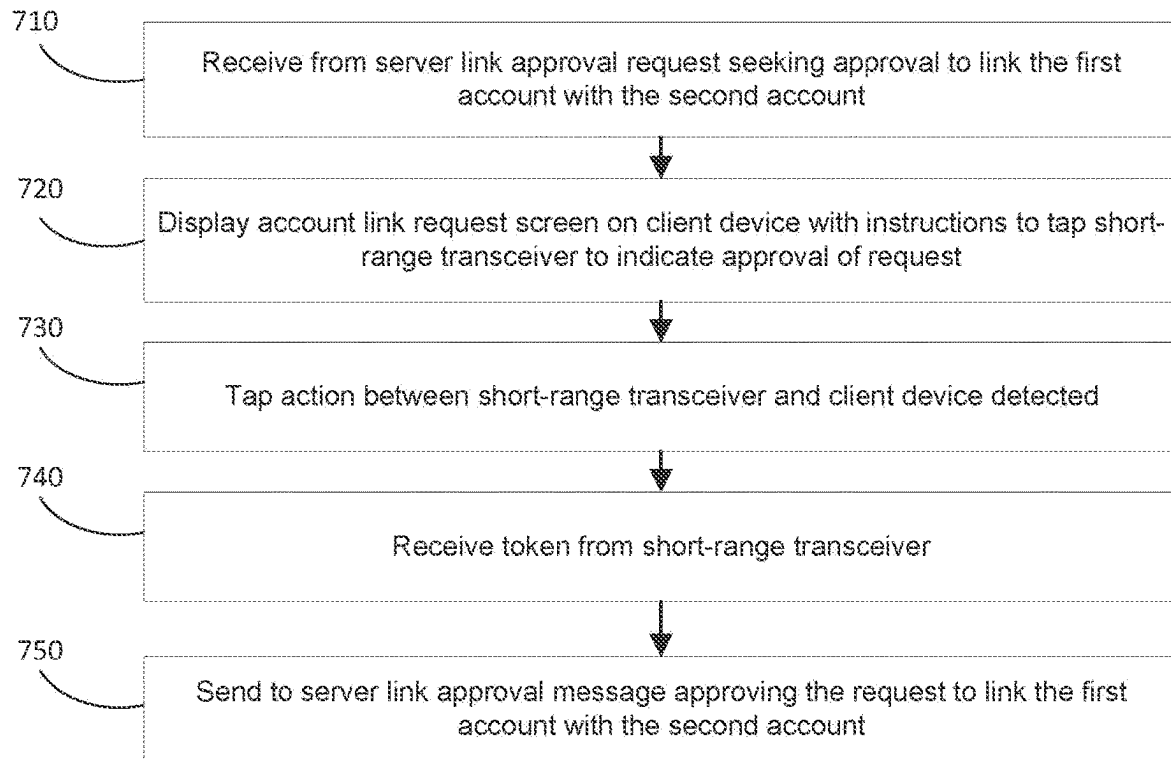 710
Receive from server link approval request seeking approval to link the first
account with the second account
720
Display account link request screen on client device with instructions to tap short-
range transceiver to indicate approval of request
730
Tap action between short-range transceiver and client device detected
740
Receive token from short-range transceiver
750
Send to server link approval message approving the request to link the first
account with the second account